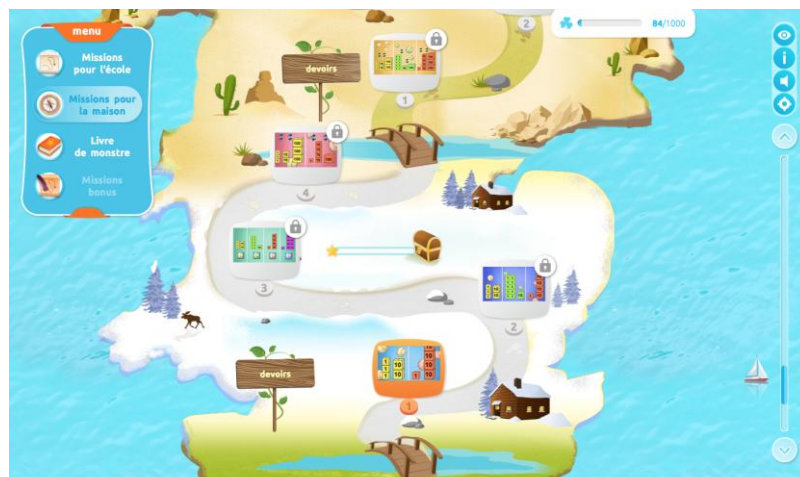 menu
Missions
pour l'école
Missions pour
la maison
Livre
de monstre
Missions
bonus
2
84/1000
devoirs
1
4
3
2
devoirs
1